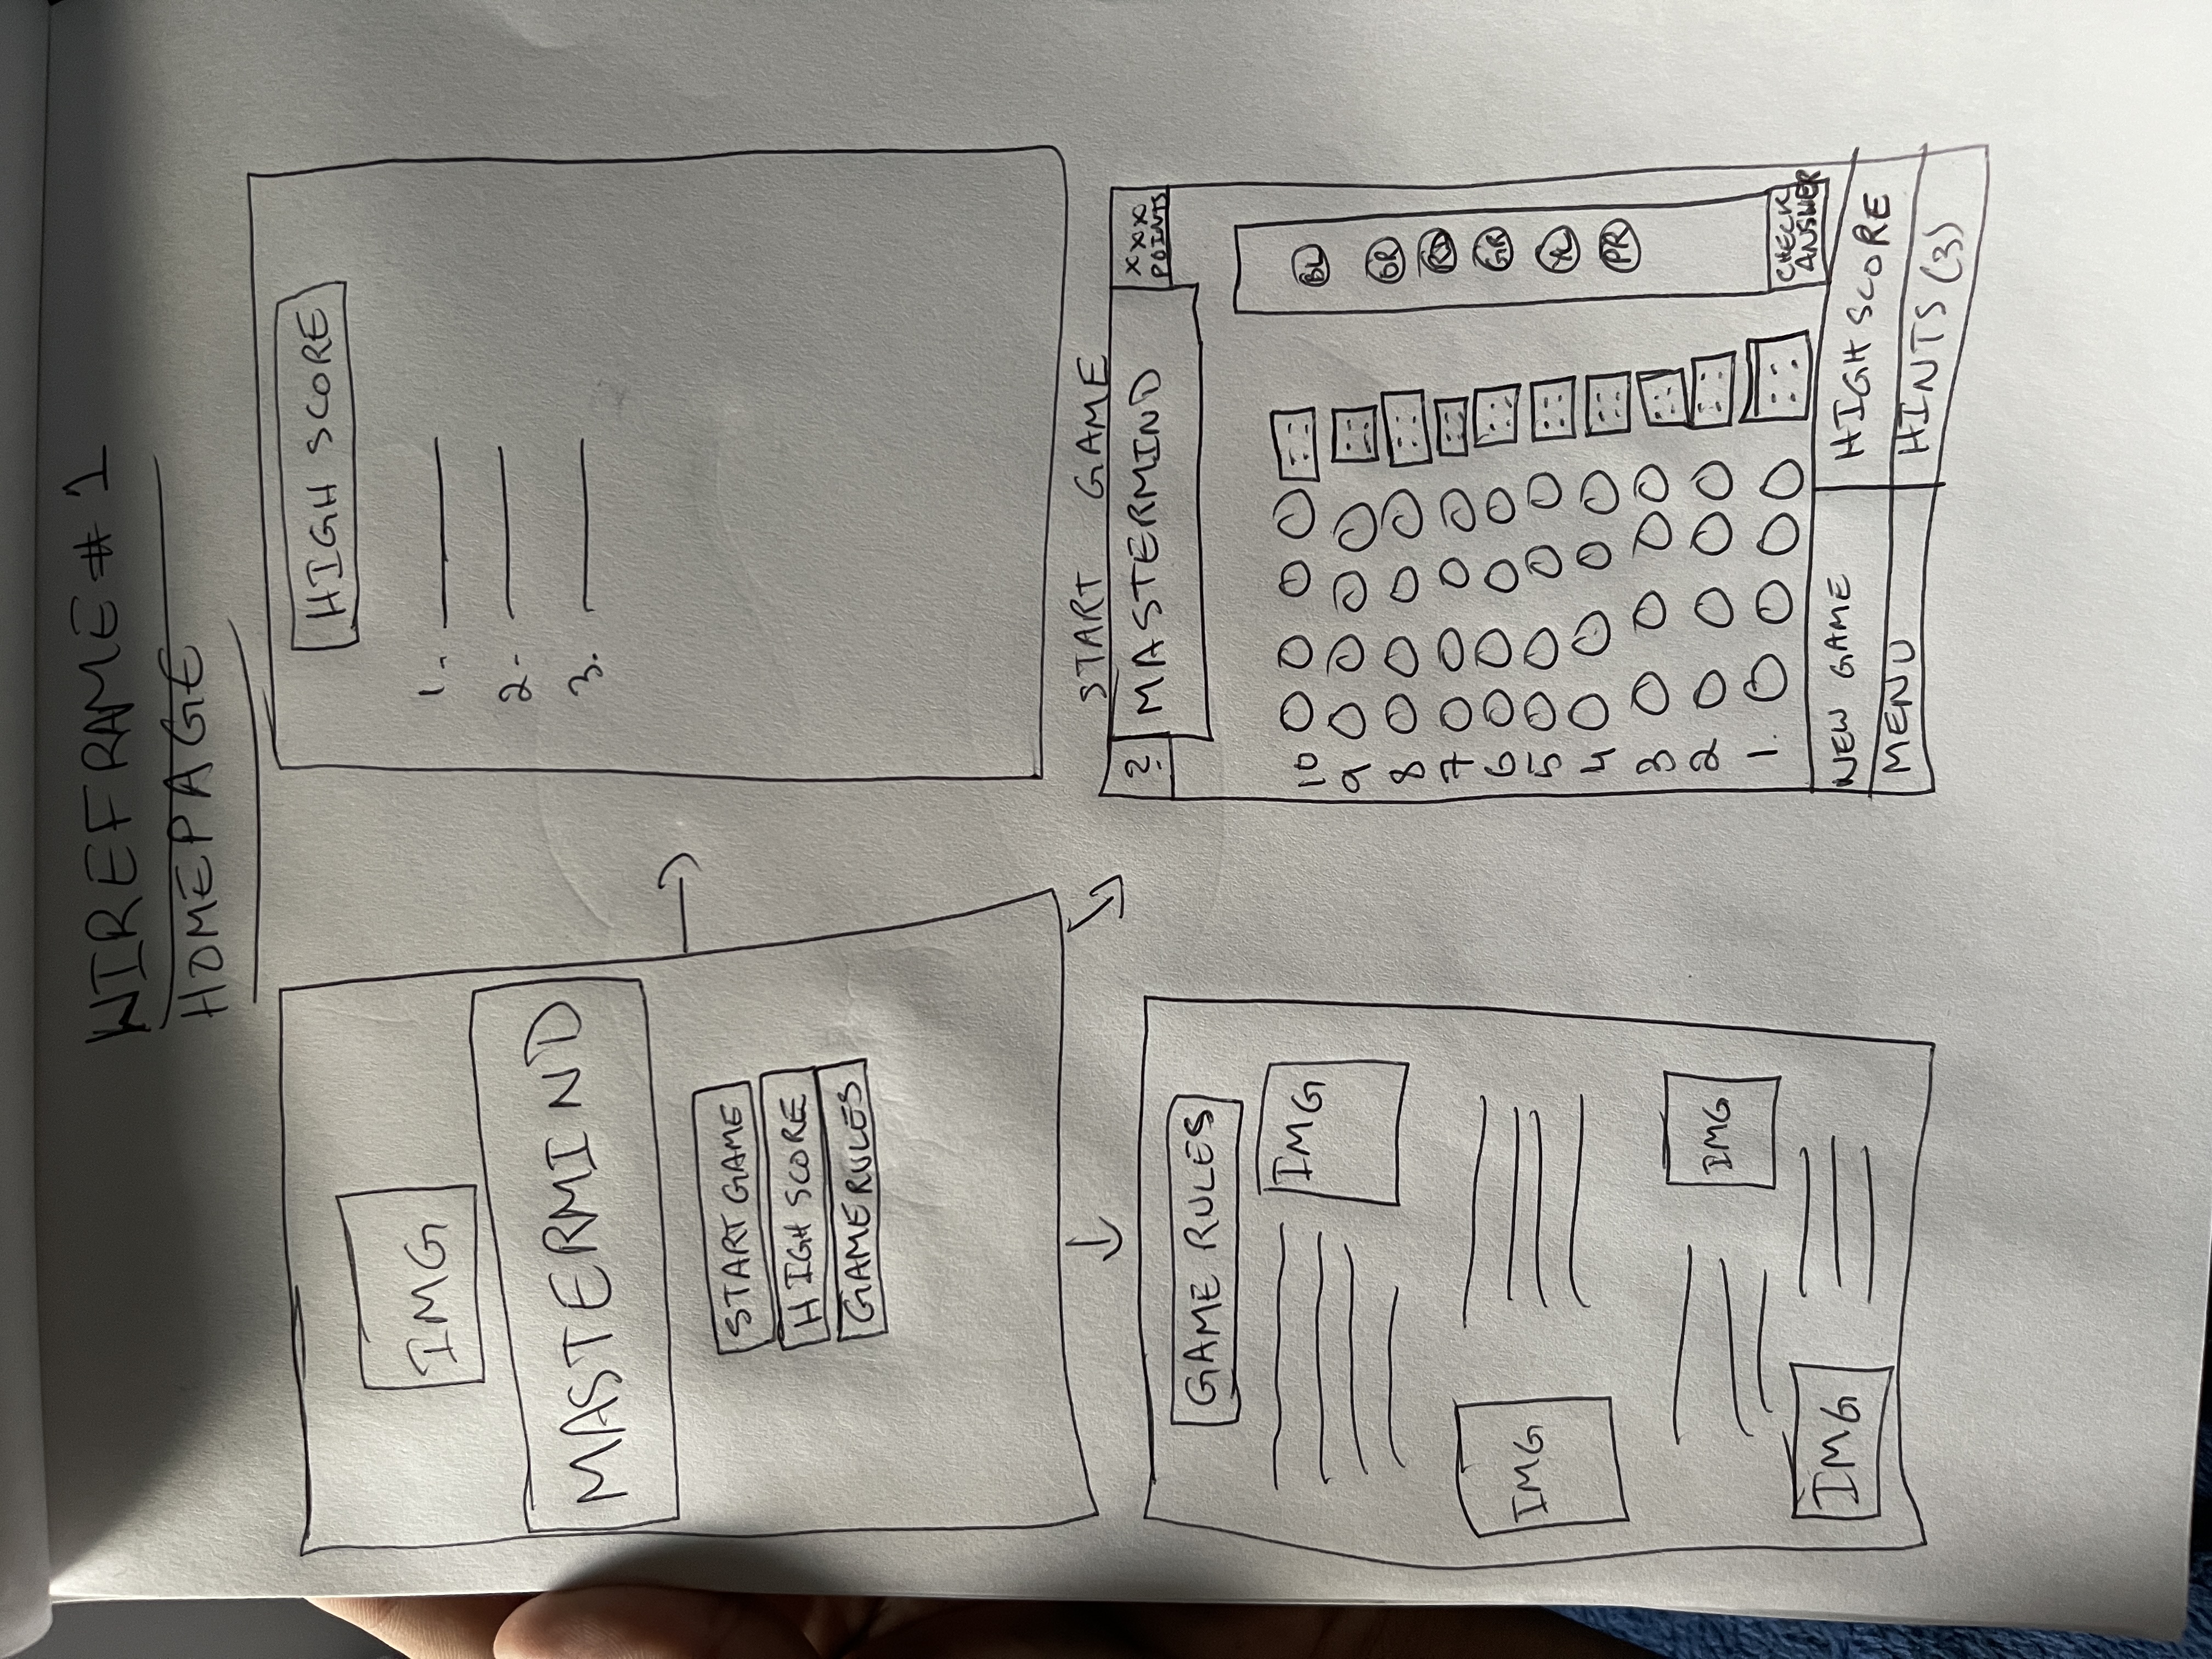 WIREFRAME # 1
HOMEPAGE
IMG
MASTERMIND
START GAME
HIGH SCORE
GAME RULES
HIGH SCORE
1-
2-
3.
GAME RULES
IMG
IMG
IMG
IMG
START GAME
? MASTERMIND XXX POINTS
10
9
8
7
6
5
4
3
2
1.
BL
OR
RD
GR
YL
PR
CHECK
ANSWER
NEW GAME
HIGH SCORE
MENU
HINTS (3)